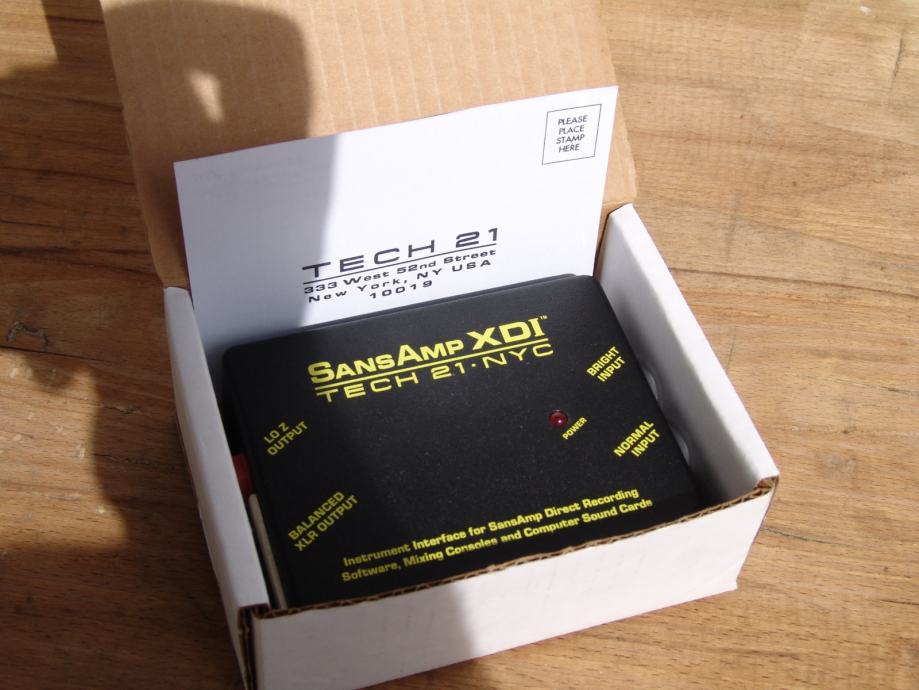 PLEASE
PLACE
STAMP
HERE
TECH 21
333 West 52nd Street
New York, NY USA
10019
SANSAMP XDI™
TECH 21·NYC
BRIGHT
INPUT
LO Z
OUTPUT
POWER
NORMAL
INPUT
BALANCED
XLR OUTPUT
Instrument Interface for SansAmp Direct Recording
Software, Mixing Consoles and Computer Sound Cards